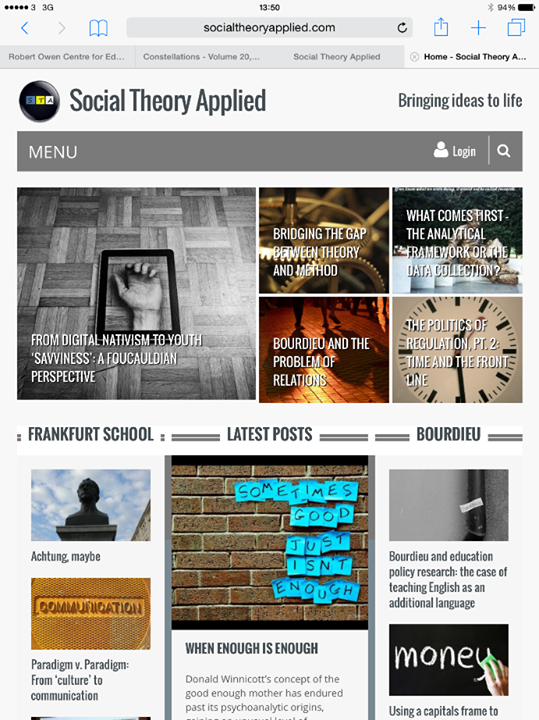 3 3G 13:50 94%
socialtheoryapplied.com
Robert Owen Centre for Ed... Constellations - Volume 20,... Social Theory Applied Home - Social Theory A...
STA Social Theory Applied Bringing ideas to life
MENU Login
FROM DIGITAL NATIVISM TO YOUTH
‘SAVVINESS’: A FOUCAULDIAN
PERSPECTIVE
BRIDGING THE GAP
BETWEEN THEORY
AND METHOD
WHAT COMES FIRST -
THE ANALYTICAL
FRAMEWORK OR THE
DATA COLLECTION?
BOURDIEU AND THE
PROBLEM OF
RELATIONS
THE POLITICS OF
REGULATION, PT. 2:
TIME AND THE FRONT
LINE
FRANKFURT SCHOOL
Achtung, maybe
COMMUNICATION
Paradigm v. Paradigm:
From ‘culture’ to
communication
LATEST POSTS
SOMETIMES
GOOD
JUST
ISN'T
ENOUGH
WHEN ENOUGH IS ENOUGH
Donald Winnicott's concept of the
good enough mother has endured
past its psychoanalytic origins,
gaining an unusual level of
BOURDIEU
Bourdieu and education
policy research: the case of
teaching English as an
additional language
money
Using a capitals frame to